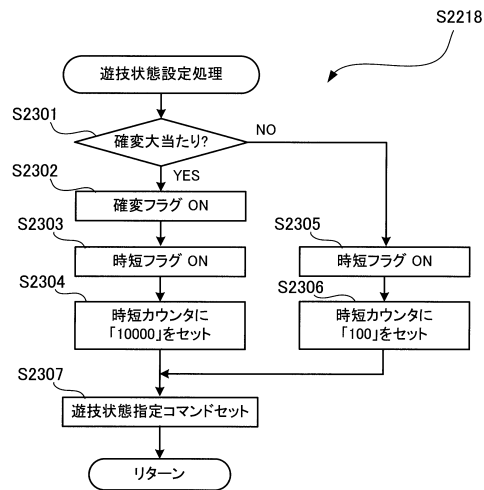 S2218
遊技状態設定処理
S2301
確変大当たり?
NO
YES
S2302
確変フラグ ON
S2303
時短フラグ ON
S2304
時短カウンタに
「10000」をセット
S2305
時短フラグ ON
S2306
時短カウンタに
「100」をセット
S2307
遊技状態指定コマンドセット
リターン